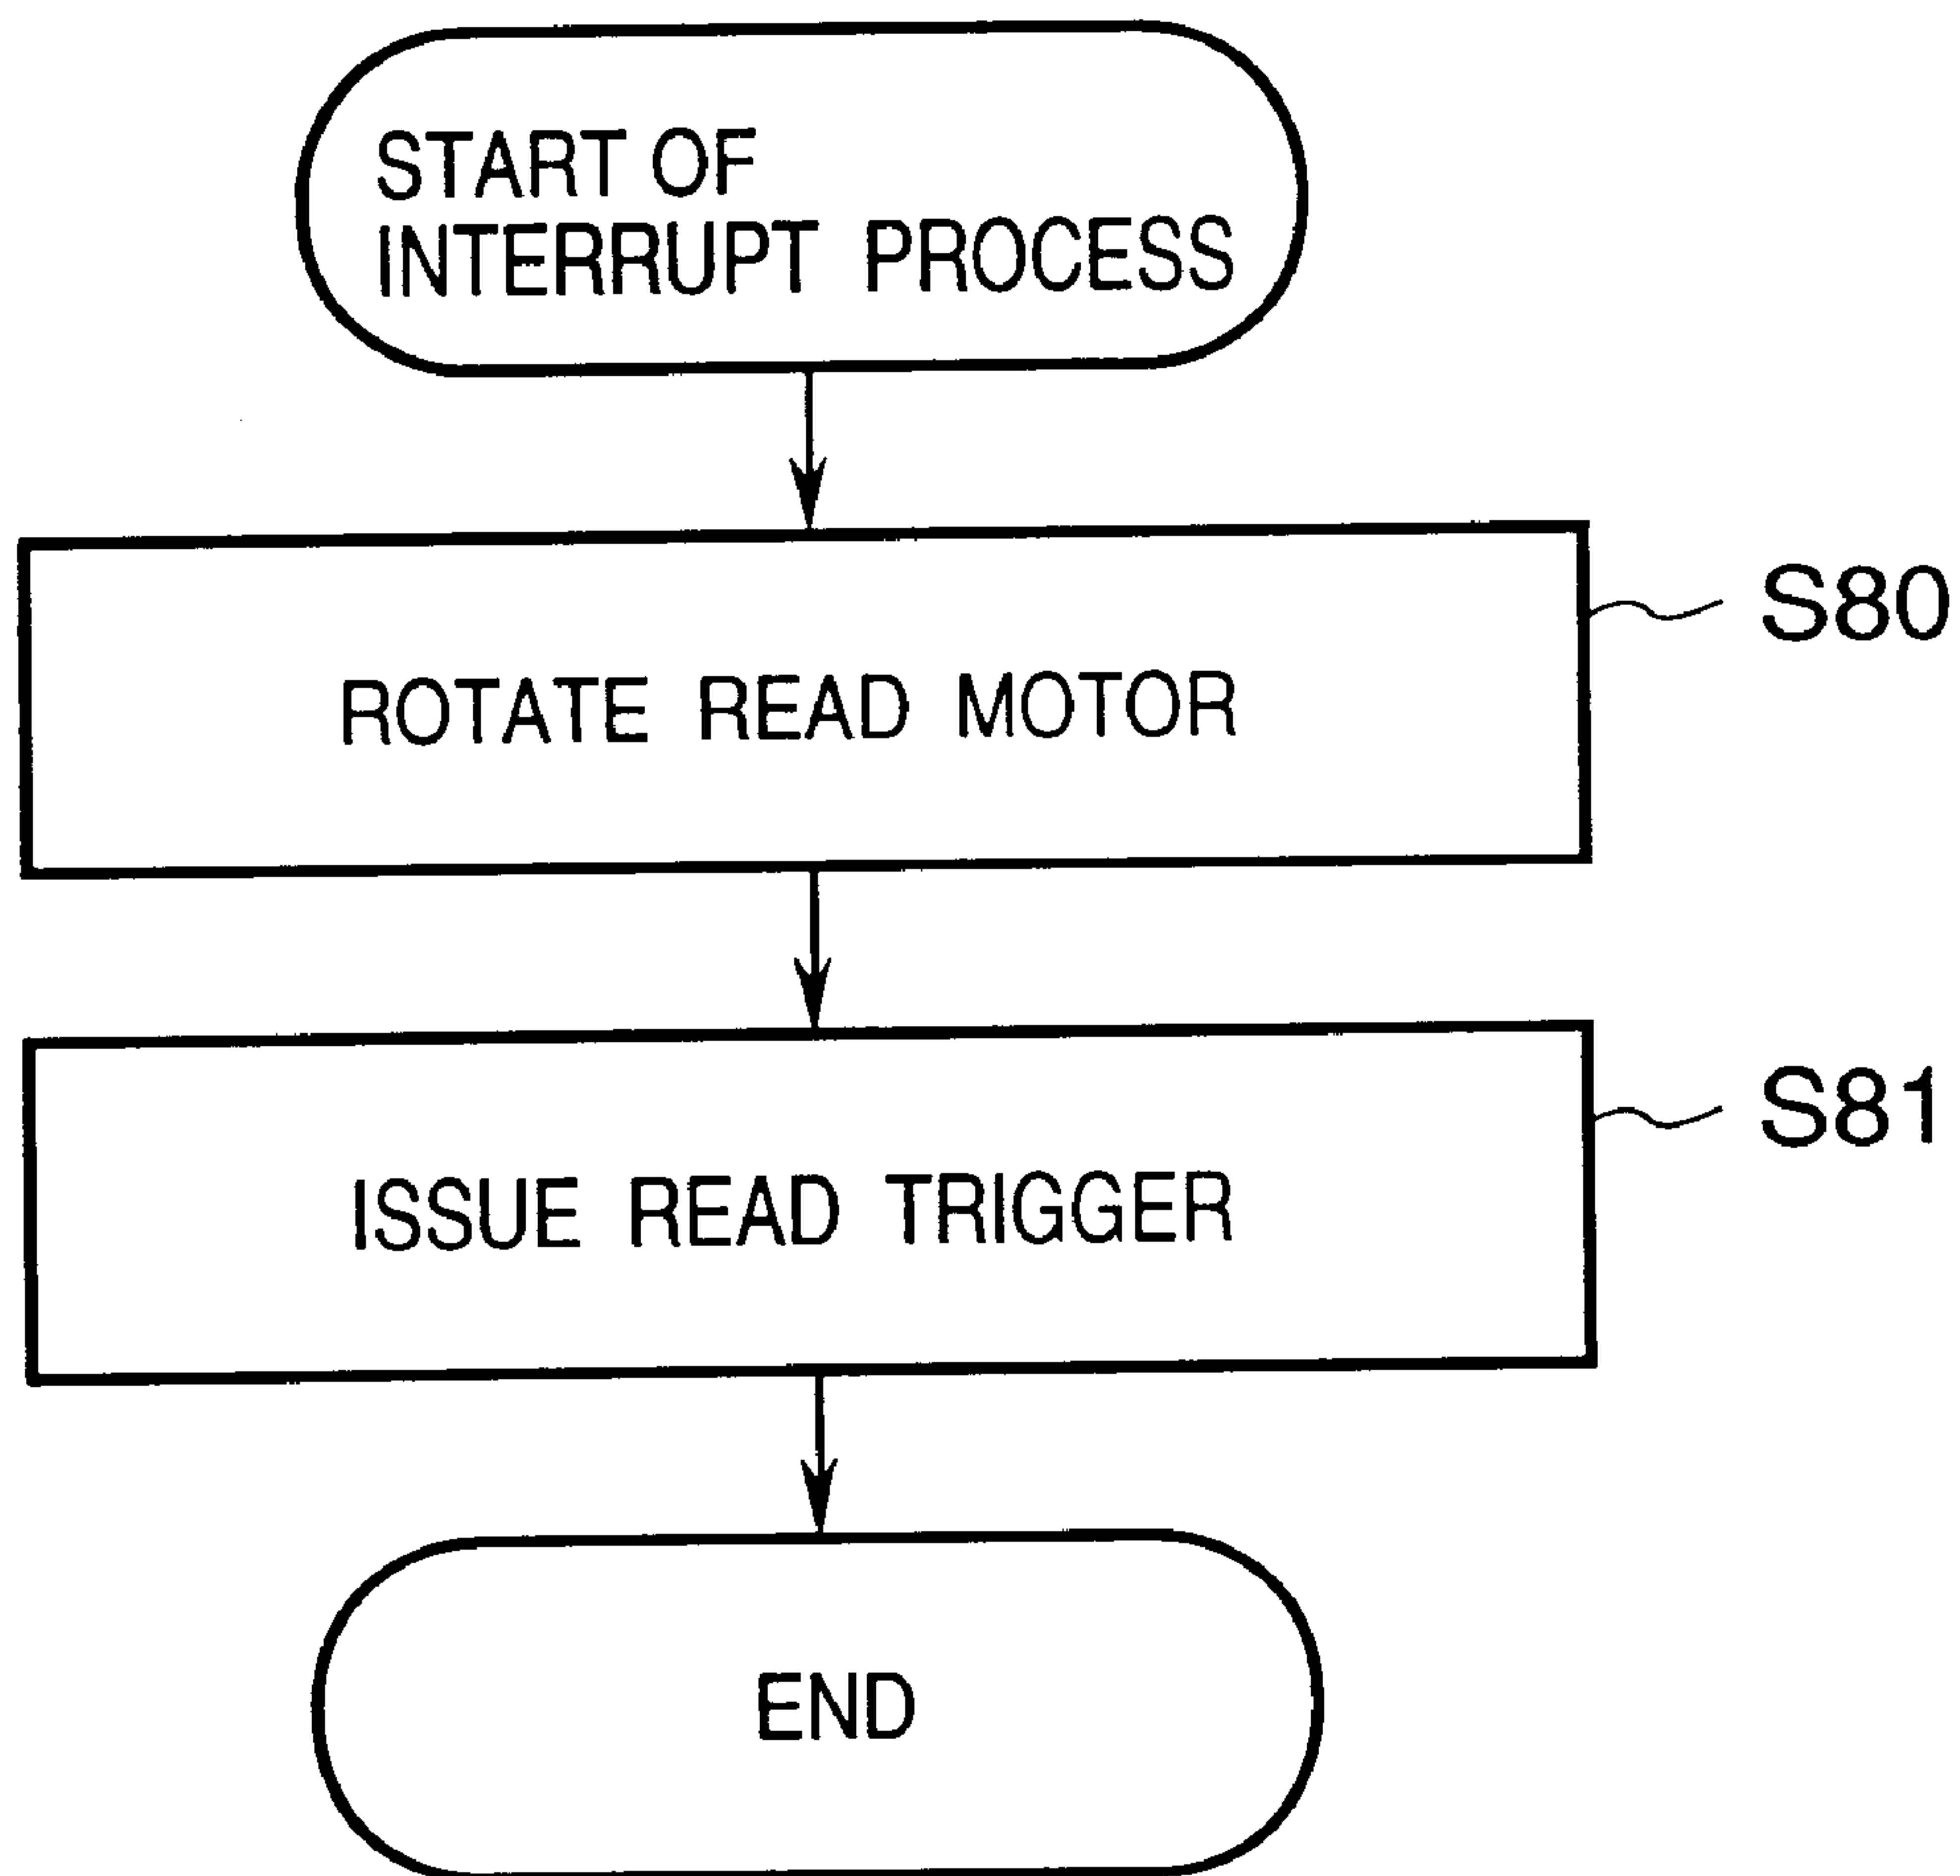 START OF
INTERRUPT PROCESS
S80
ROTATE READ MOTOR
S81
ISSUE READ TRIGGER
END